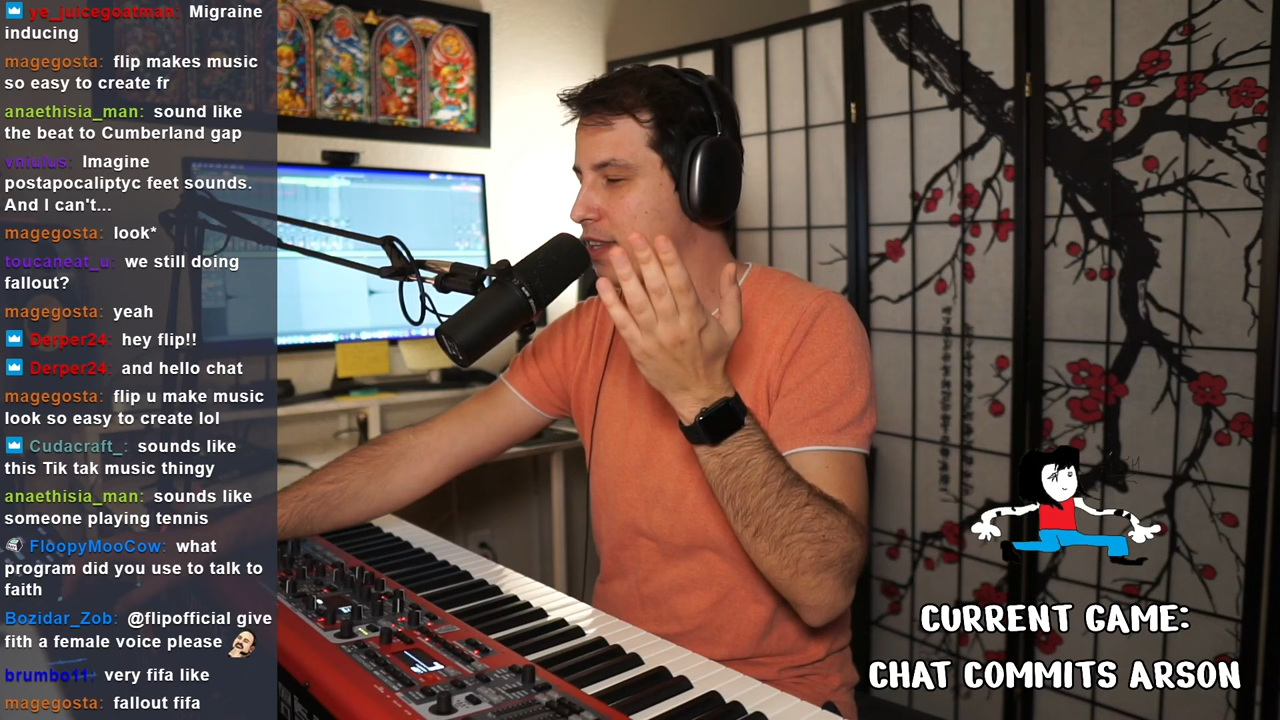 ye_juicegoatman: Migraine
inducing
magegosta: flip makes music
so easy to create fr
anaethisia_man: sound like
the beat to Cumberland gap
vniulus: Imagine
postapocaliptyc feet sounds.
And I can't...
magegosta: look*
toucaneat_u: we still doing
fallout?
magegosta: yeah
Derper24: hey flip!!
Derper24: and hello chat
magegosta: flip u make music
look so easy to create lol
Cudacraft_: sounds like
this Tik tak music thingy
anaethisia_man: sounds like
someone playing tennis
FloopyMooCow: what
program did you use to talk to
faith
Bozidar_Zob: @flipofficial give
fith a female voice please
brumbo11: very fifa like
magegosta: fallout fifa
CURRENT GAME:
CHAT COMMITS ARSON